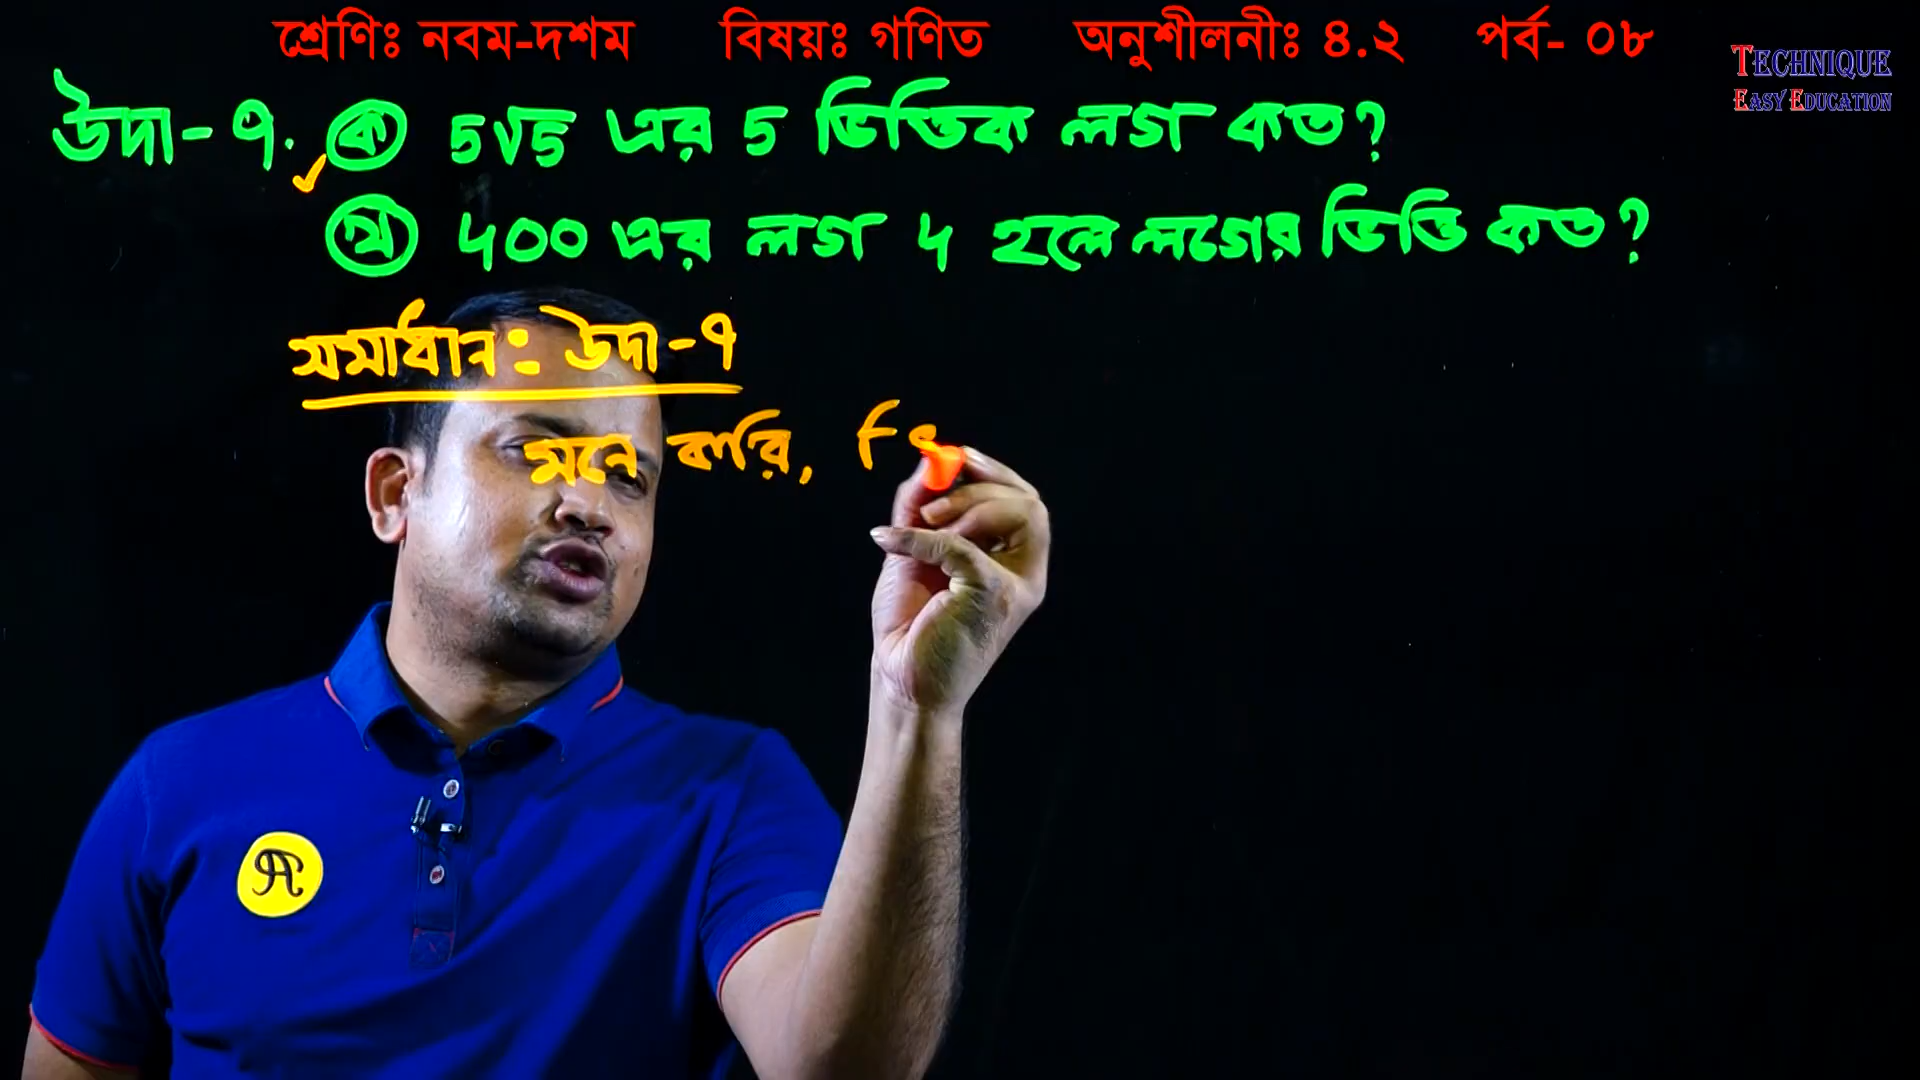 শ্রেণিঃ নবম-দশম বিষয়ঃ গণিত অনুশীলনীঃ ৪.২ পর্ব- ০৮
TECHNIQUE
EASY EDUCATION
উদা-৭. ক 5√5 এর 5 ভিত্তিক লগ কত?
খ 400 এর লগ 4 হলে লগের ভিত্তি কত?
সমাধান: উদা-৭
মনে করি,